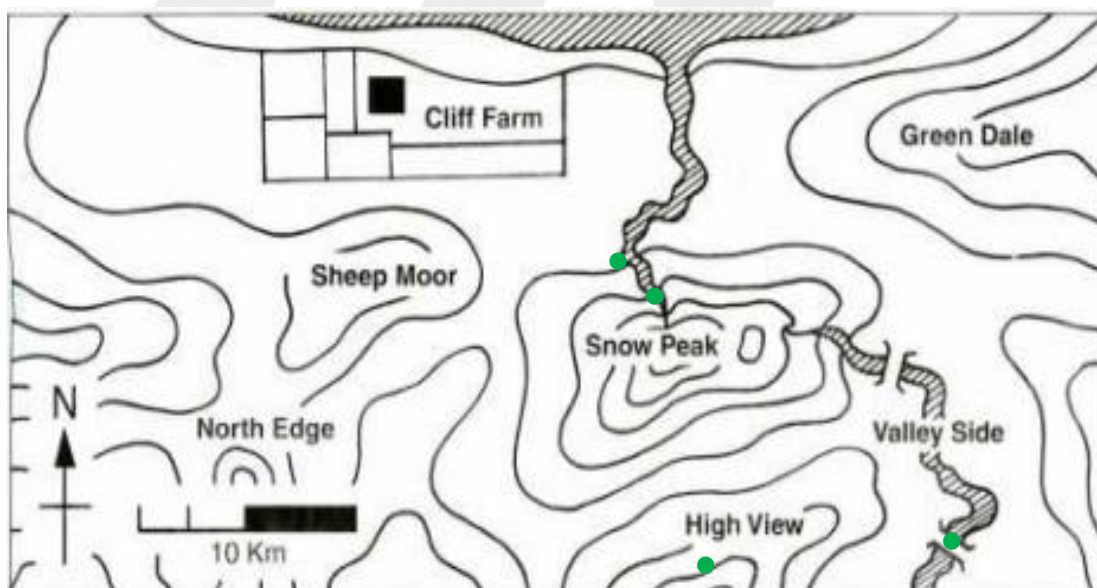 Cliff Farm
Green Dale
Sheep Moor
Snow Peak
N
North Edge
Valley Side
High View
10 Km